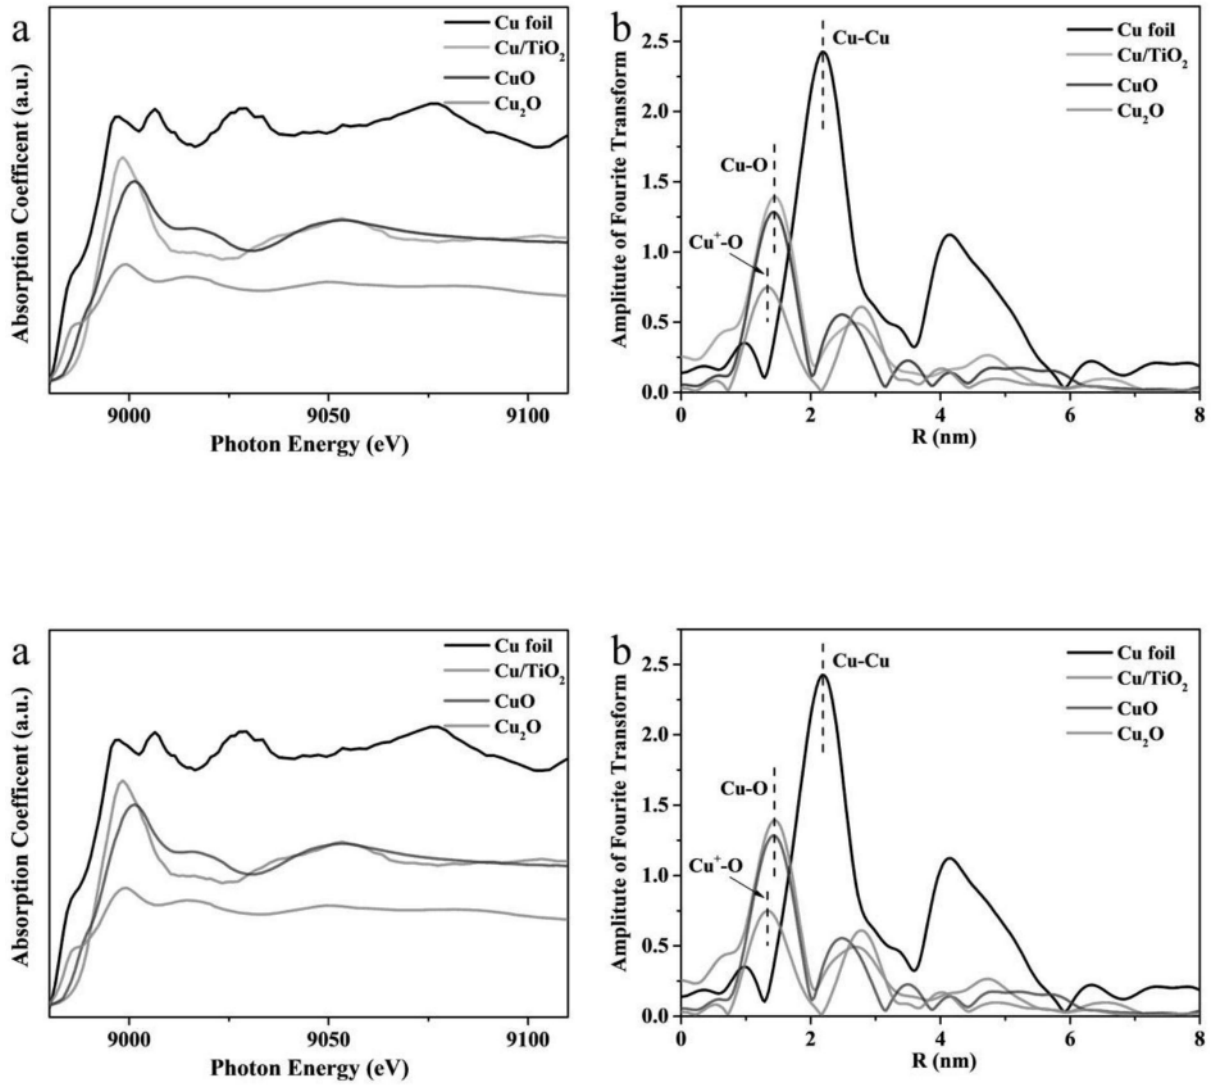 a
Cu foil
Cu/TiO₂
CuO
Cu₂O
Absorption Coefficent (a.u.)
9000
9050
9100
Photon Energy (eV)
b
Cu foil
Cu/TiO₂
CuO
Cu₂O
Cu-Cu
Cu-O
Cu⁺-O
Amplitute of Fourite Transform
2.5
2.0
1.5
1.0
0.5
0.0
0
2
4
6
8
R (nm)
a
Cu foil
Cu/TiO₂
CuO
Cu₂O
Absorption Coefficent (a.u.)
9000
9050
9100
Photon Energy (eV)
b
Cu foil
Cu/TiO₂
CuO
Cu₂O
Cu-Cu
Cu-O
Cu⁺-O
Amplitute of Fourite Transform
2.5
2.0
1.5
1.0
0.5
0.0
0
2
4
6
8
R (nm)